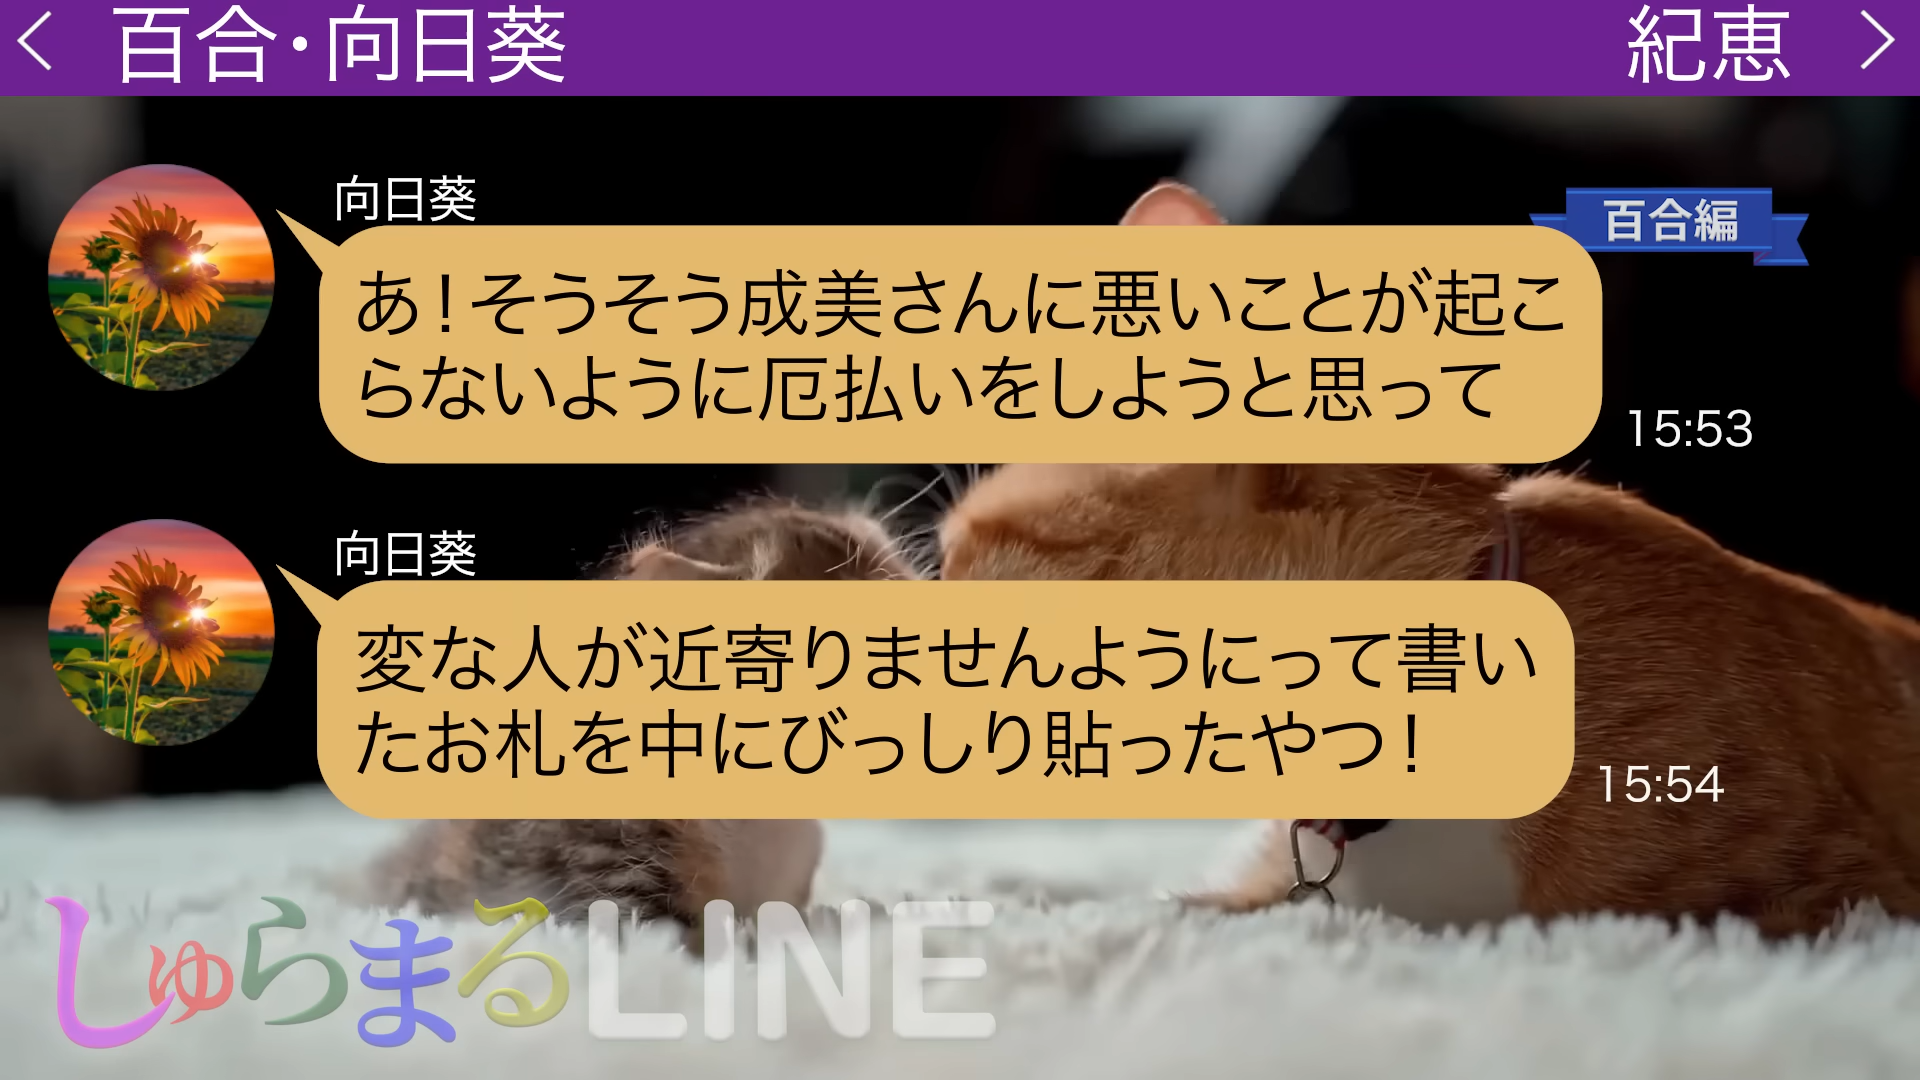 百合・向日葵
紀恵
百合編
向日葵
あ！そうそう成美さんに悪いことが起こ
らないように厄払いをしようと思って
15:53
向日葵
変な人が近寄りませんようにって書い
たお札を中にびっしり貼ったやつ！
15:54
しゅらまるLINE